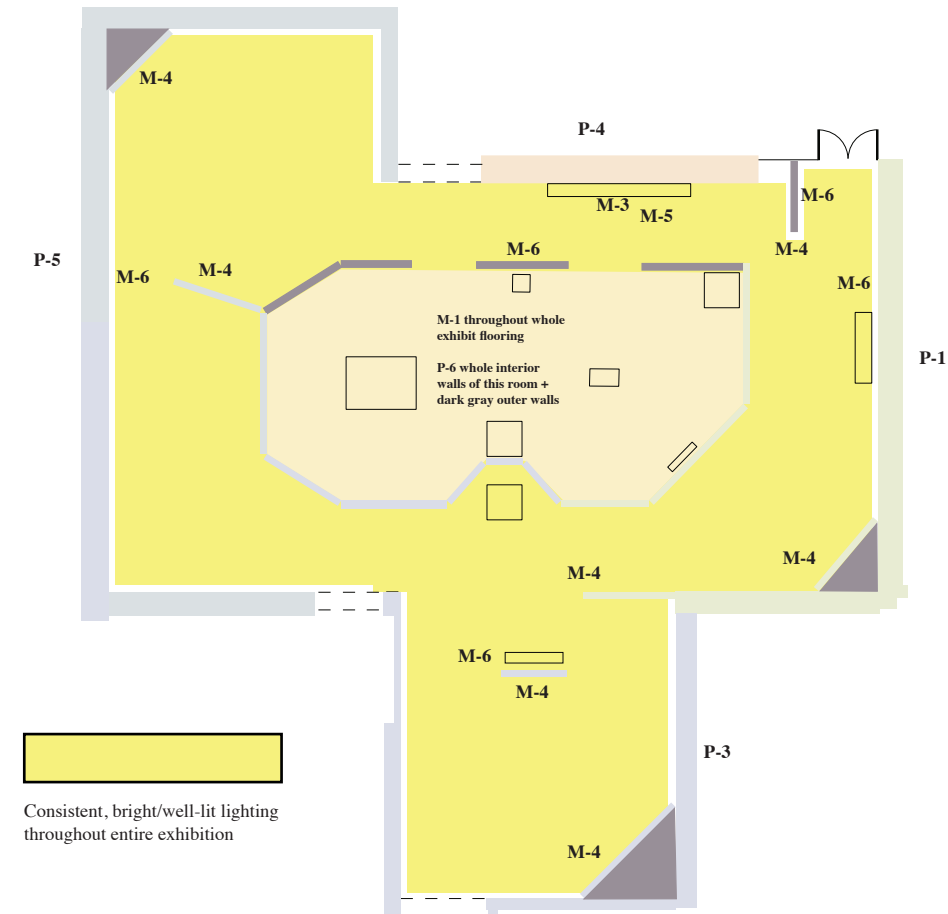 M-4
P-4
M-6
M-3
M-5
M-4
M-6
P-5
M-6
M-4
M-6
P-1
M-1 throughout whole
exhibit flooring
P-6 whole interior
walls of this room +
dark gray outer walls
M-4
M-4
M-6
M-4
P-3
Consistent, bright/well-lit lighting
throughout entire exhibition
M-4